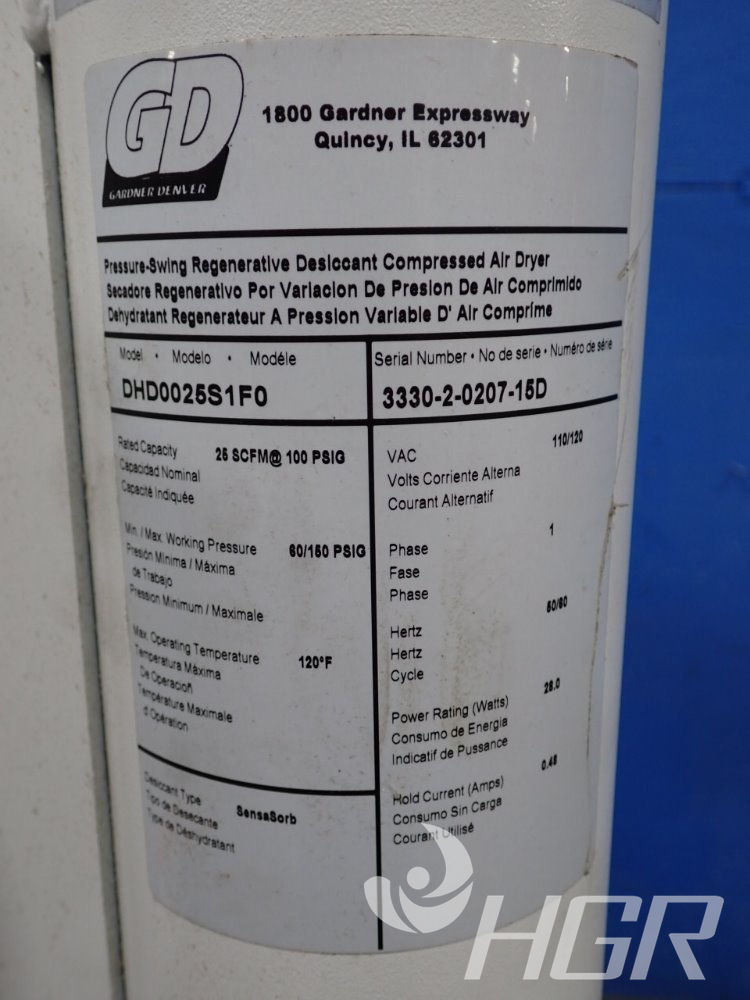 GD
GARDNER DENVER
1800 Gardner Expressway
Quincy, IL 62301
Pressure-Swing Regenerative Desiccant Compressed Air Dryer
Secadore Regenerativo Por Variacion De Presion De Air Comprimido
Dehydratant Regenerateur A Pression Variable D' Air Comprime
Model • Modelo • Modéle
DHD0025S1F0
Serial Number • No de serie • Numéro de série
3330-2-0207-15D
Rated Capacity 25 SCFM@ 100 PSIG
Capacidad Nominal
Capacité Indiquée
Min. / Max. Working Pressure 60/150 PSIG
Presión Mínima / Máxima
de Trabajo
Pression Minimum / Maximale
Max. Operating Temperature 120°F
Temperatura Máxima
De Operación
Température Maximale
d'Opération
Desiccant Type SensaSorb
Tipo de Desecante
Type de Déshydratant
VAC 110/120
Volts Corriente Alterna
Courant Alternatif
Phase 1
Fase
Phase
Hertz 50/60
Hertz
Cycle
Power Rating (Watts) 28.0
Consumo de Energia
Indicatif de Pussance
Hold Current (Amps) 0.48
Consumo Sin Carga
Courant Utilisé
HGR